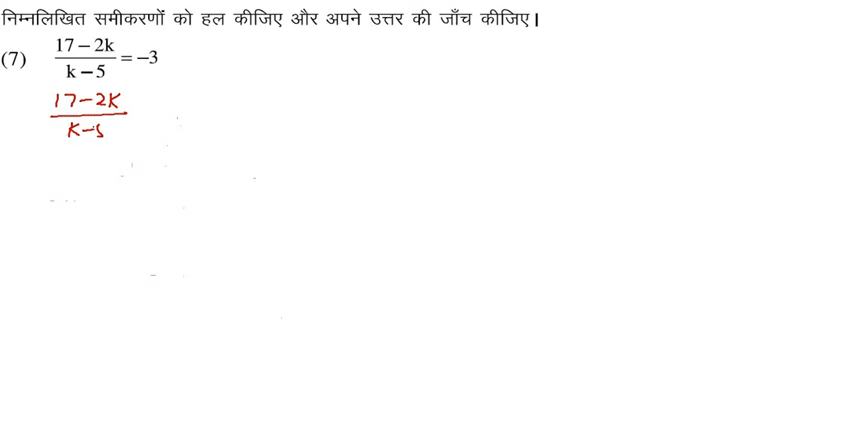 निम्नलिखित समीकरणों को हल कीजिए और अपने उत्तर की जाँच कीजिए।
(7) (17 – 2k)/(k – 5) = –3
17 – 2K
K – 5